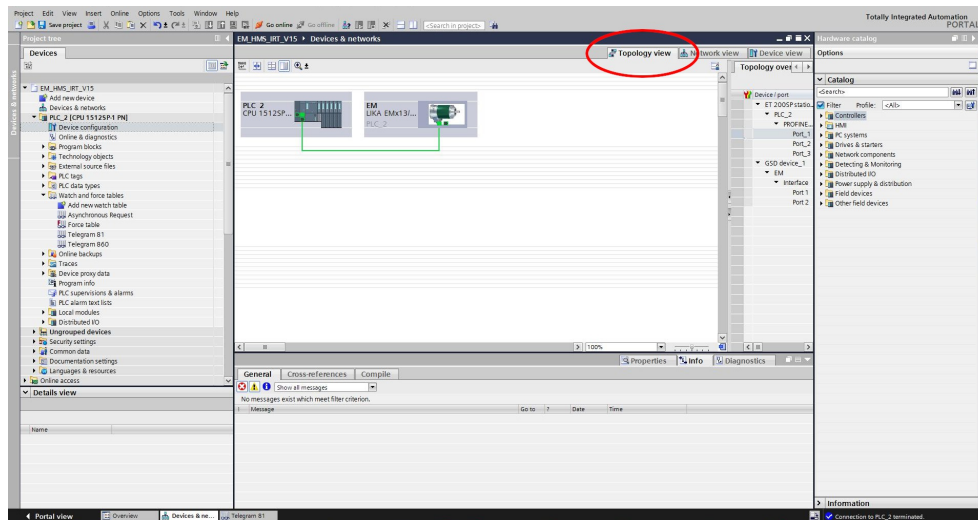 Project Edit View Insert Online Options Tools Window Help
Totally Integrated Automation
PORTAL
Save project
Go online
Go offline
<Search in project>
Project tree
EM_HMS_IRT_V15 ▸ Devices & networks
Hardware catalog
Devices
Topology view
Network view
Device view
Options
Devices & networks
Topology over
Catalog
<Search>
Filter Profile: <All>
Controllers
HMI
PC systems
Drives & starters
Network components
Detecting & Monitoring
Distributed I/O
Power supply & distribution
Field devices
Other field devices
EM_HMS_IRT_V15
Add new device
Devices & networks
PLC_2 [CPU 1512SP-1 PN]
Device configuration
Online & diagnostics
Program blocks
Technology objects
External source files
PLC tags
PLC data types
Watch and force tables
Add new watch table
Asynchronous Request
Force table
Telegram 81
Telegram 860
Online backups
Traces
Device proxy data
Program info
PLC supervisions & alarms
PLC alarm text lists
Local modules
Distributed I/O
Ungrouped devices
Security settings
Common data
Documentation settings
Languages & resources
Online access
PLC_2
CPU 1512SP...
EM
LIKA EMx13/...
PLC_2
Device / port
ET 200SP statio...
PLC_2
PROFINE...
Port_1
Port_2
Port_3
GSD device_1
EM
Interface
Port 1
Port 2
100%
Properties
Info
Diagnostics
General Cross-references Compile
Show all messages
No messages exist which meet filter criterion.
! Message Go to ? Date Time
Details view
Name
Information
Portal view
Overview
Devices & ne...
Telegram 81
Connection to PLC_2 terminated.